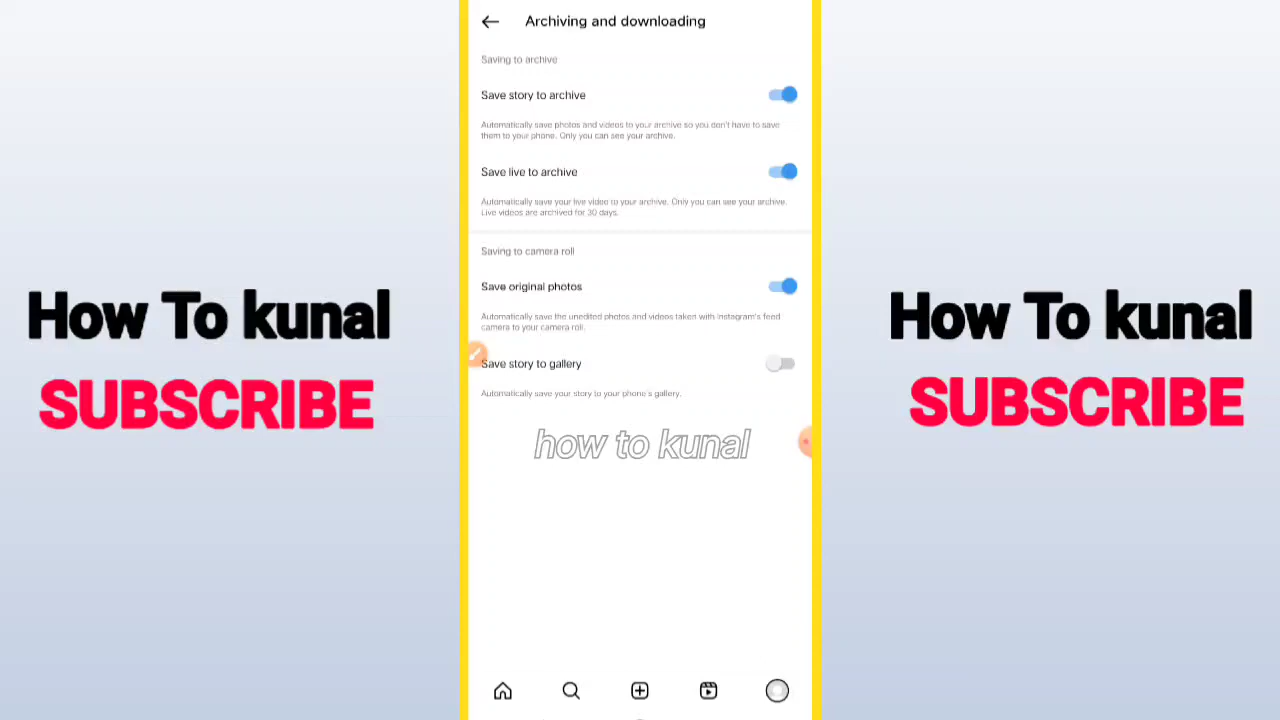 Archiving and downloading
Saving to archive
Save story to archive
Automatically save photos and videos to your archive so you don't have to save
them to your phone. Only you can see your archive.
Save live to archive
Automatically save your live video to your archive. Only you can see your archive.
Live videos are archived for 30 days.
Saving to camera roll
Save original photos
Automatically save the unedited photos and videos taken with Instagram's feed
camera to your camera roll.
Save story to gallery
Automatically save your story to your phone's gallery.
how to kunal
How To kunal
SUBSCRIBE
How To kunal
SUBSCRIBE